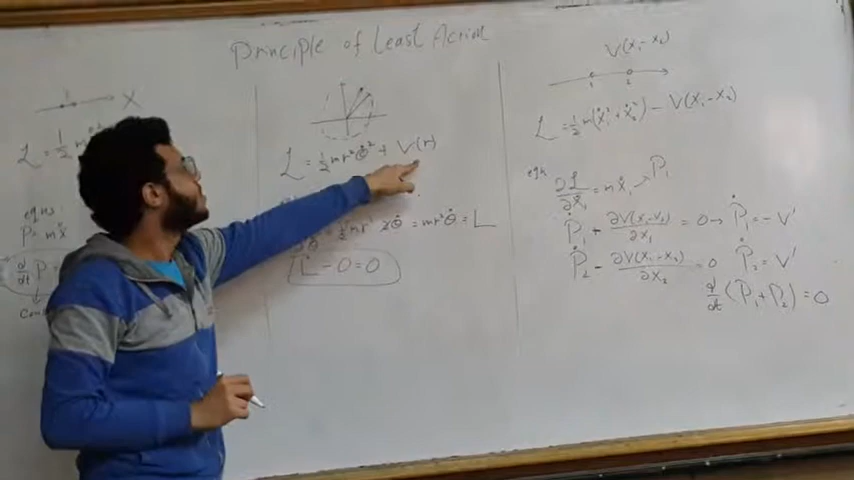 Principle of Least Action
X
L = 1/2 m
eqns
P = mẋ
d/dt P
L = 1/2 mr²θ̇² + V(r)
1/2 mr² 2θ̇ = mr²θ̇ = L
L̇ - 0 = 0
V(x₁-x₂)
1 2
L = 1/2 m(ẋ₁² + ẋ₂²) - V(x₁-x₂)
eqn
∂L/∂ẋ₁ = mẋ₁ → P₁
Ṗ₁ + ∂V(x₁-x₂)/∂x₁ = 0 → Ṗ₁ = -V'
Ṗ₂ - ∂V(x₁-x₂)/∂x₂ = 0 Ṗ₂ = V'
d/dt (P₁+P₂) = 0